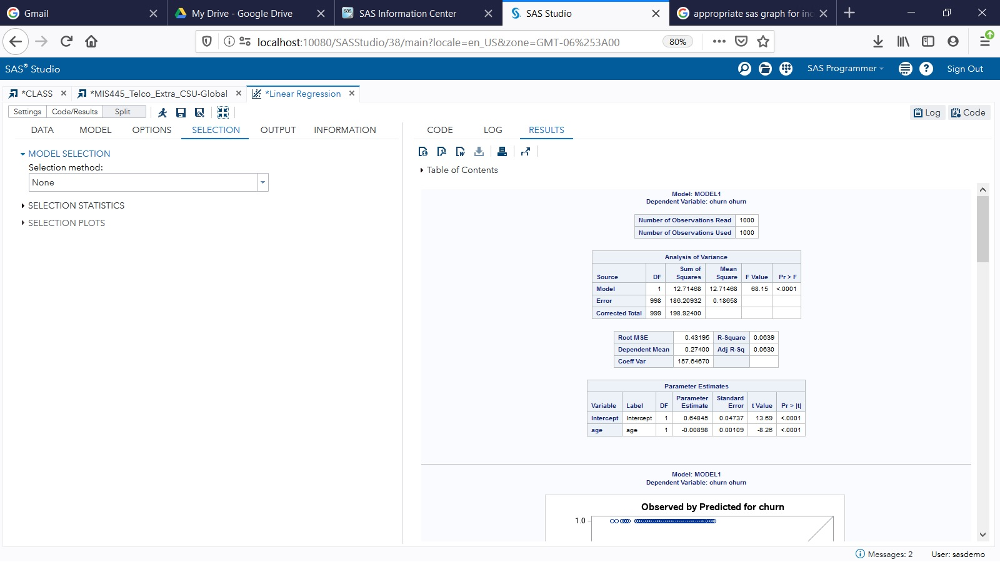 Gmail
My Drive - Google Drive
SAS Information Center
SAS Studio
appropriate sas graph for inc
localhost:10080/SASStudio/38/main?locale=en_US&zone=GMT-06%253A00
80%
SAS® Studio
SAS Programmer
Sign Out
*CLASS
*MIS445_Telco_Extra_CSU-Global
*Linear Regression
Settings Code/Results Split
Log Code
DATA MODEL OPTIONS SELECTION OUTPUT INFORMATION
MODEL SELECTION
Selection method:
None
SELECTION STATISTICS
SELECTION PLOTS
CODE LOG RESULTS
Table of Contents
Model: MODEL1
Dependent Variable: churn churn
Number of Observations Read 1000
Number of Observations Used 1000
Analysis of Variance
Source DF Sum of Squares Mean Square F Value Pr > F
Model 1 12.71468 12.71468 68.15 <.0001
Error 998 186.20932 0.18658
Corrected Total 999 198.92400
Root MSE 0.43195 R-Square 0.0639
Dependent Mean 0.27400 Adj R-Sq 0.0630
Coeff Var 157.64670
Parameter Estimates
Variable Label DF Parameter Estimate Standard Error t Value Pr > |t|
Intercept Intercept 1 0.64845 0.04737 13.69 <.0001
age age 1 -0.00898 0.00109 -8.26 <.0001
Model: MODEL1
Dependent Variable: churn churn
Observed by Predicted for churn
1.0
Messages: 2
User: sasdemo